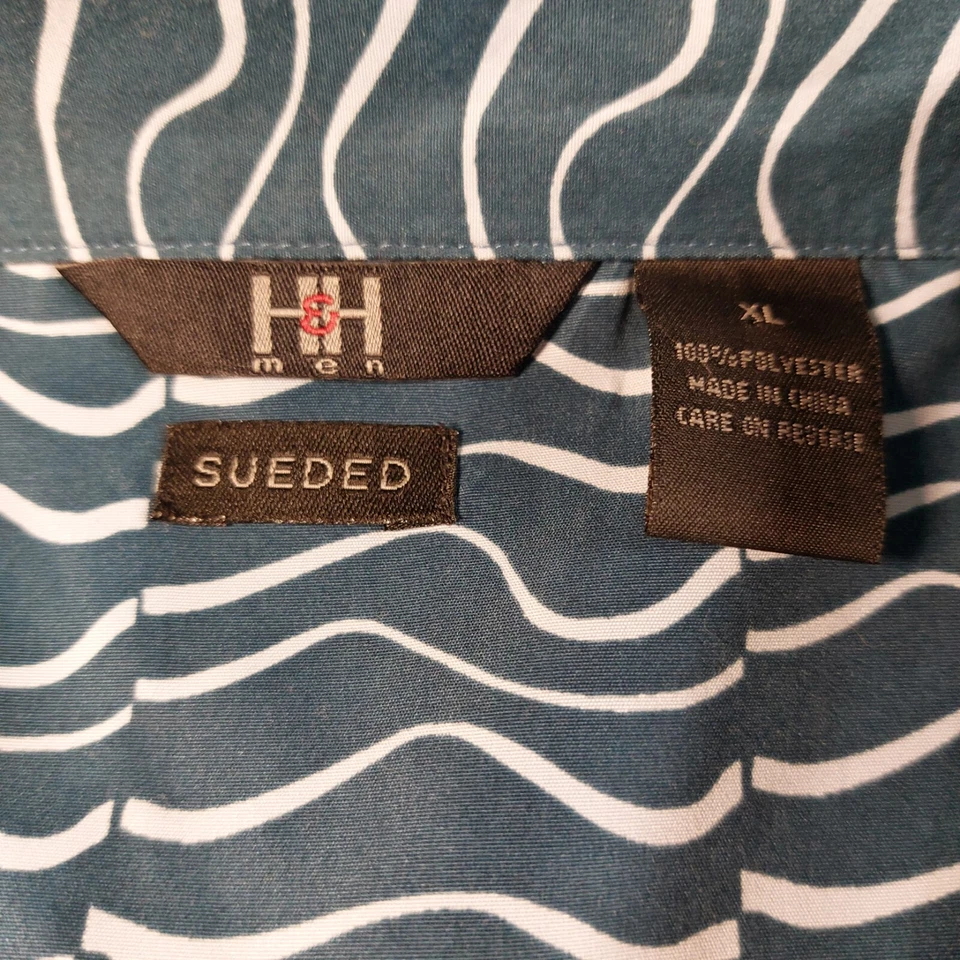 H&H
men
SUEDED
XL
100% POLYESTER
MADE IN CHINA
CARE ON REVERSE